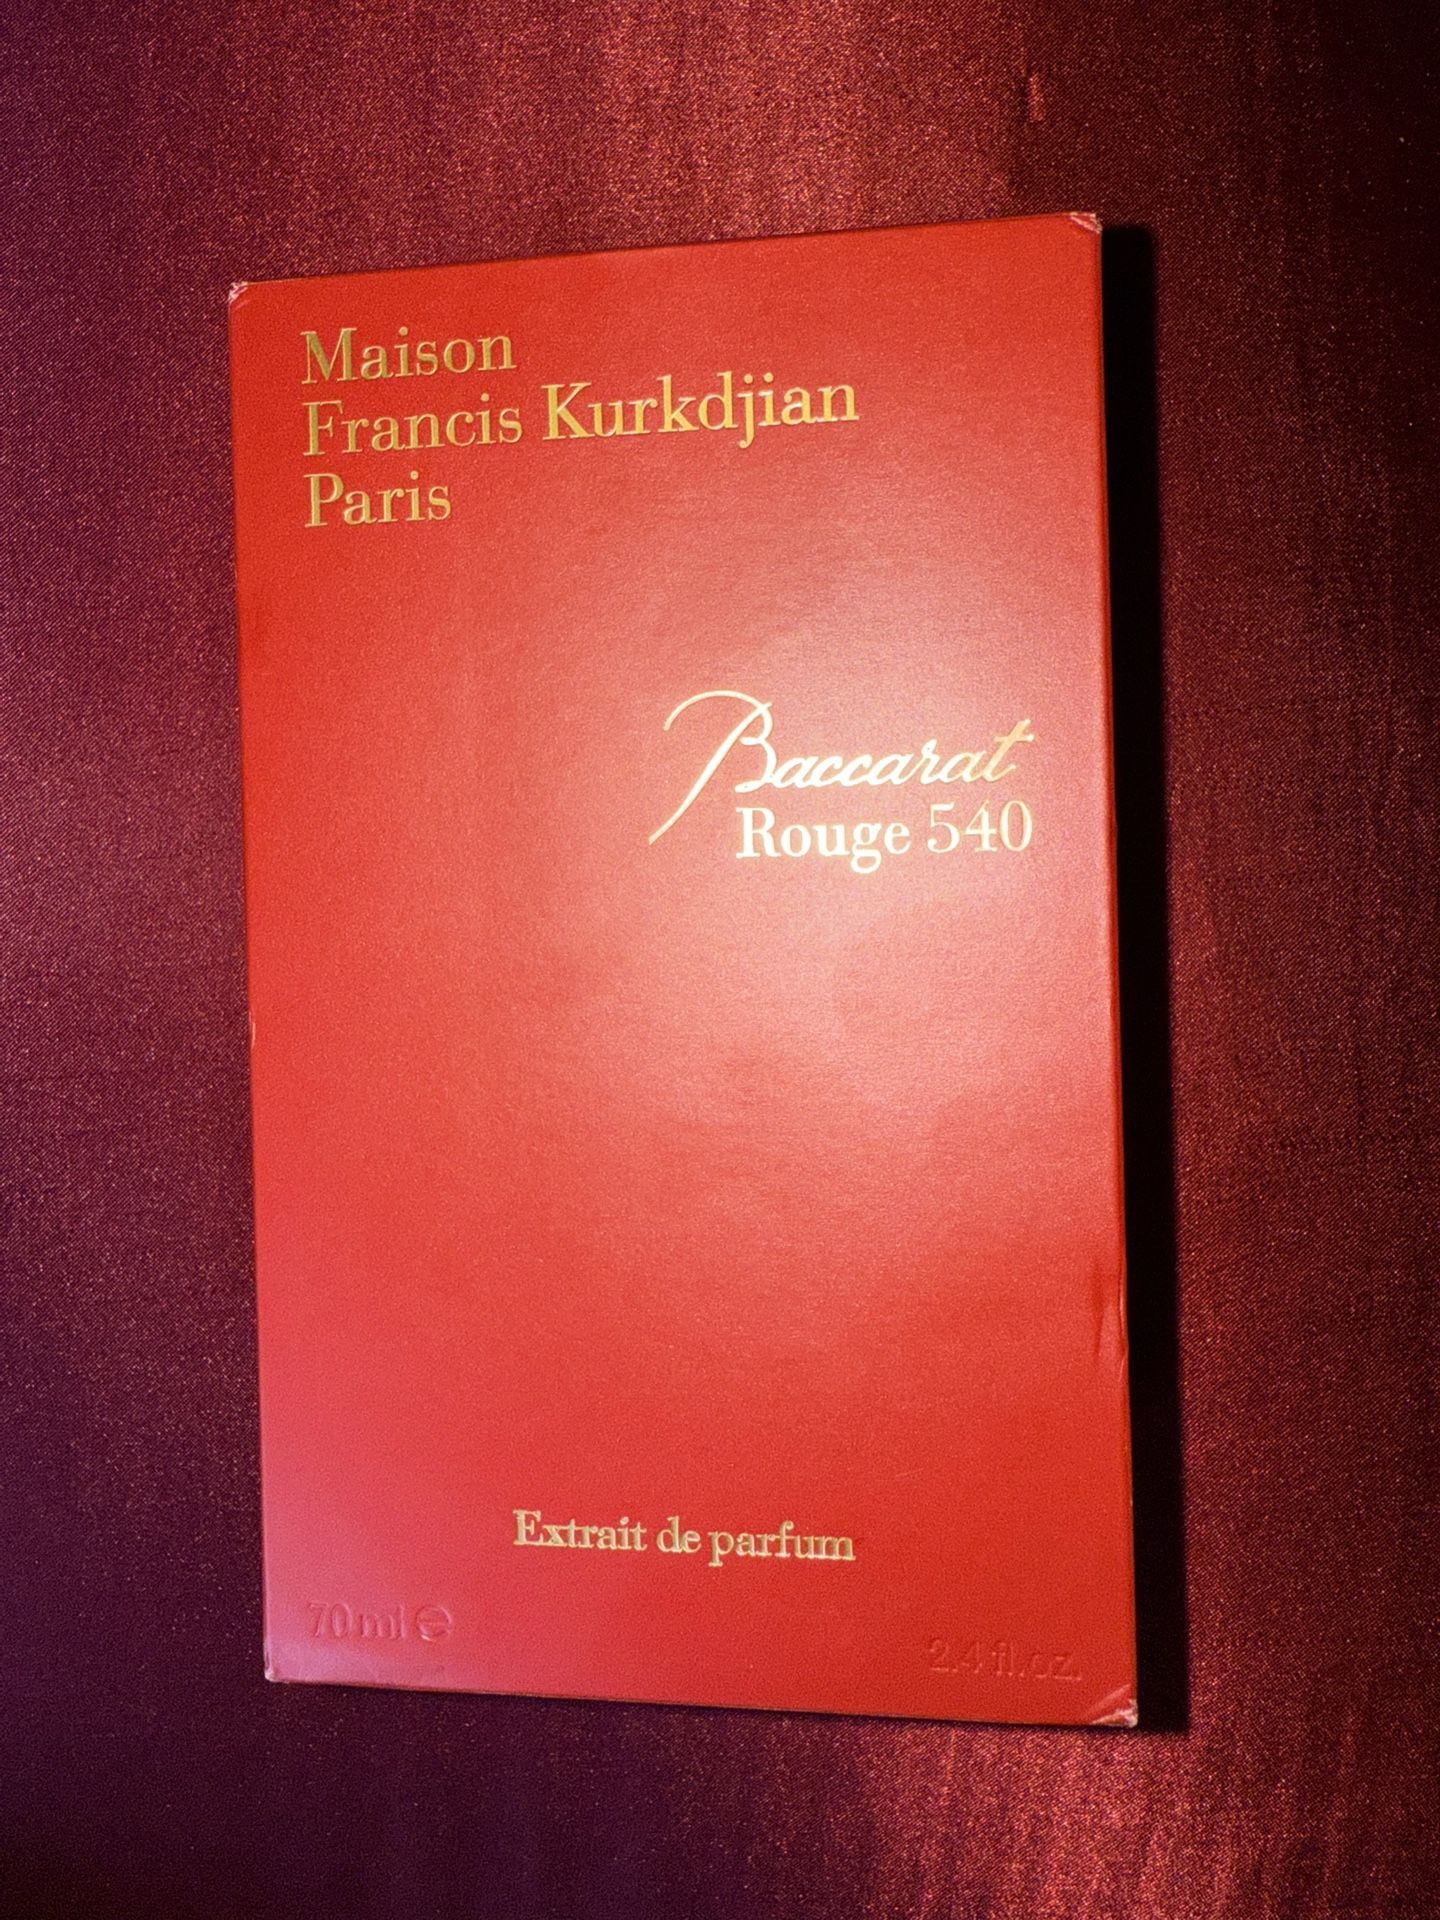 Maison
Francis Kurkdjian
Paris
Baccarat
Rouge 540
Extrait de parfum
70 ml ℮
2.4 fl.oz.